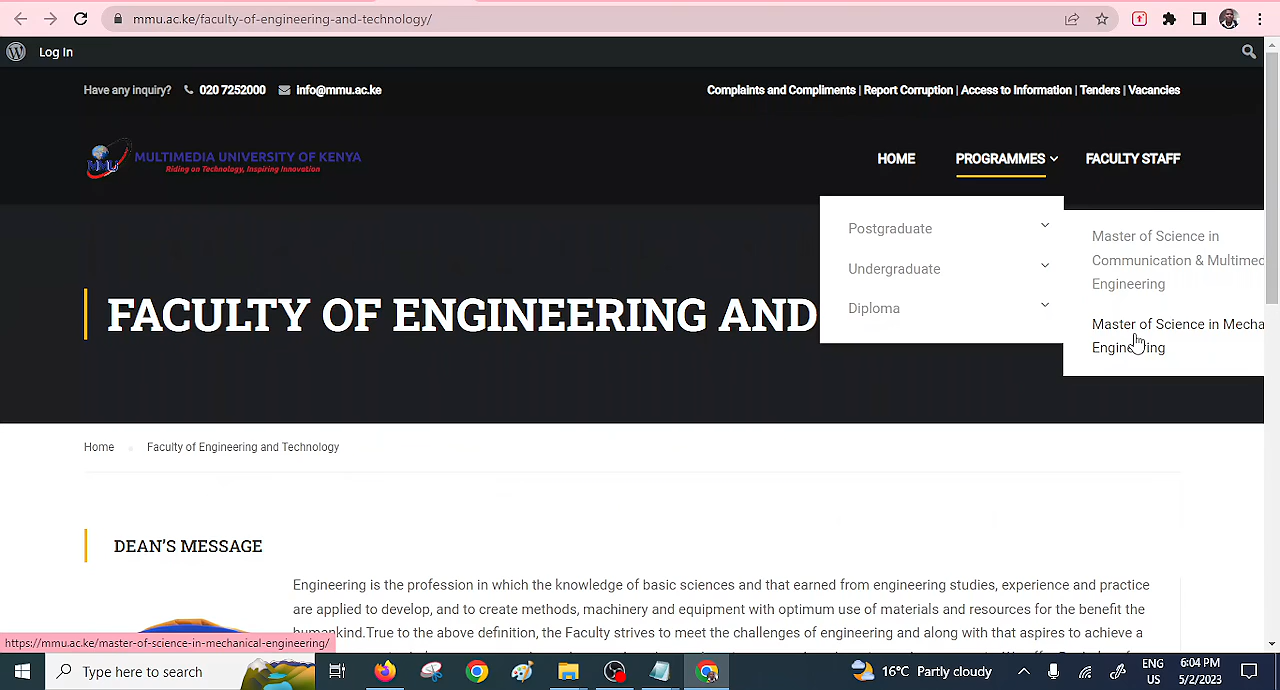 mmu.ac.ke/faculty-of-engineering-and-technology/
Log In
Have any inquiry? 020 7252000 info@mmu.ac.ke
Complaints and Compliments | Report Corruption | Access to Information | Tenders | Vacancies
MMU
MULTIMEDIA UNIVERSITY OF KENYA
Riding on Technology, Inspiring Innovation
HOME PROGRAMMES FACULTY STAFF
Postgraduate
Undergraduate
Diploma
Master of Science in
Communication & Multimed
Engineering
Master of Science in Mecha
Engineering
FACULTY OF ENGINEERING AND
Home Faculty of Engineering and Technology
DEAN'S MESSAGE
Engineering is the profession in which the knowledge of basic sciences and that earned from engineering studies, experience and practice
are applied to develop, and to create methods, machinery and equipment with optimum use of materials and resources for the benefit the
humankind.True to the above definition, the Faculty strives to meet the challenges of engineering and along with that aspires to achieve a
https://mmu.ac.ke/master-of-science-in-mechanical-engineering/
Type here to search
16°C Partly cloudy
ENG
US
6:04 PM
5/2/2023